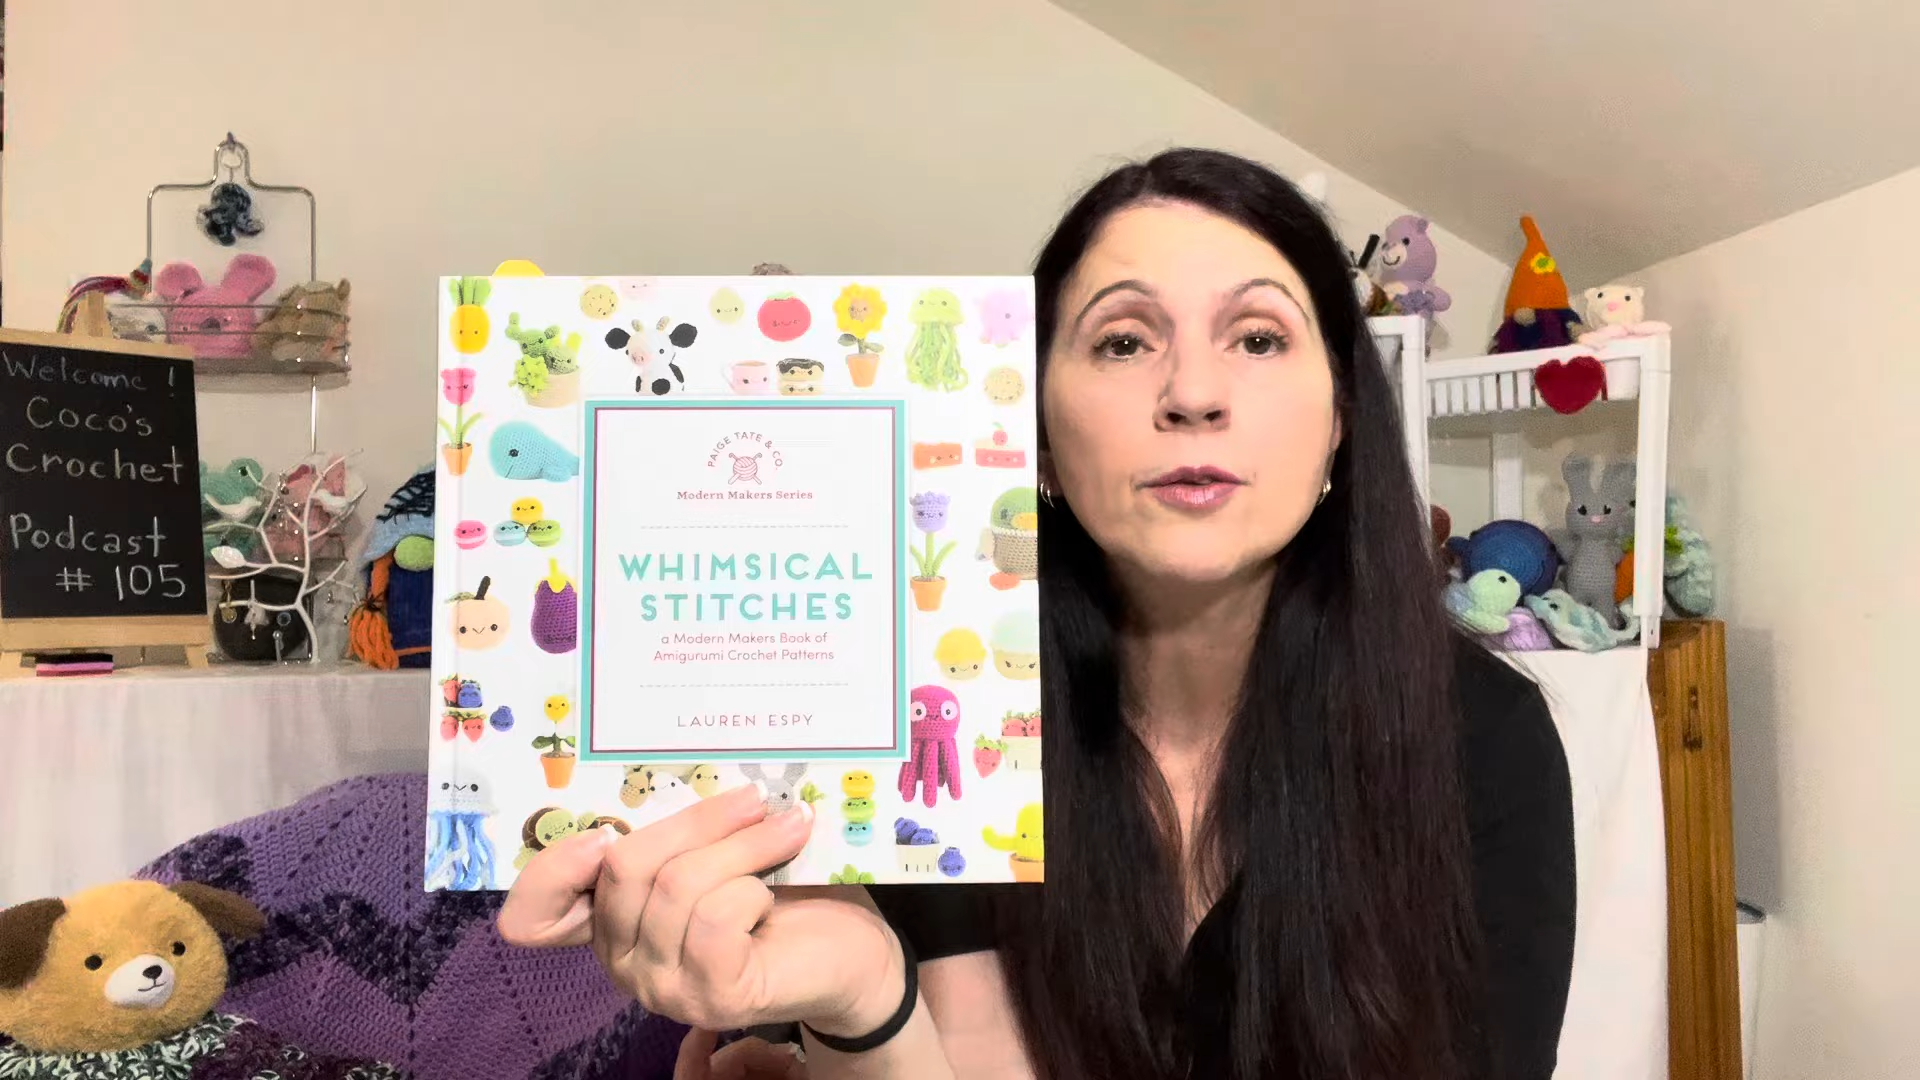 Welcome !
Coco's
Crochet
Podcast
# 105
PAIGE TATE & CO.
Modern Makers Series
WHIMSICAL
STITCHES
a Modern Makers Book of
Amigurumi Crochet Patterns
LAUREN ESPY